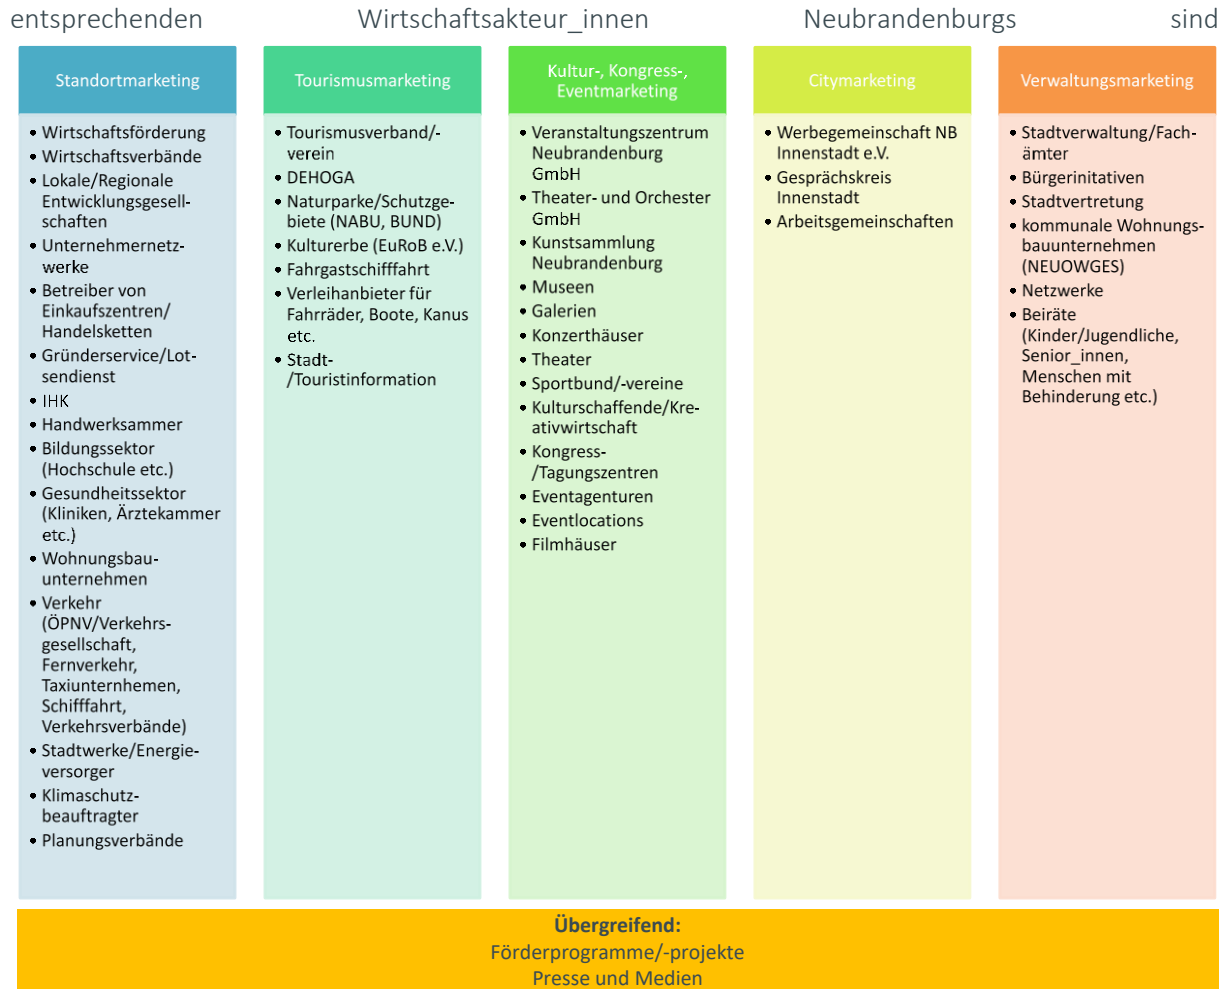 entsprechenden Wirtschaftsakteur_innen Neubrandenburgs sind
Standortmarketing
• Wirtschaftsförderung
• Wirtschaftsverbände
• Lokale/Regionale
Entwicklungsgesell-
schaften
• Unternehmernetz-
werke
• Betreiber von
Einkaufszentren/
Handelsketten
• Gründerservice/Lot-
sendienst
• IHK
• Handwerksammer
• Bildungssektor
(Hochschule etc.)
• Gesundheitssektor
(Kliniken, Ärztekammer
etc.)
• Wohnungsbau-
unternehmen
• Verkehr
(ÖPNV/Verkehrs-
gesellschaft,
Fernverkehr,
Taxiunternhemen,
Schifffahrt,
Verkehrsverbände)
• Stadtwerke/Energie-
versorger
• Klimaschutz-
beauftragter
• Planungsverbände
Tourismusmarketing
• Tourismusverband/-
verein
• DEHOGA
• Naturparke/Schutzge-
biete (NABU, BUND)
• Kulturerbe (EuRoB e.V.)
• Fahrgastschifffahrt
• Verleihanbieter für
Fahrräder, Boote, Kanus
etc.
• Stadt-
/Touristinformation
Kultur-, Kongress-,
Eventmarketing
• Veranstaltungszentrum
Neubrandenburg
GmbH
• Theater- und Orchester
GmbH
• Kunstsammlung
Neubrandenburg
• Museen
• Galerien
• Konzerthäuser
• Theater
• Sportbund/-vereine
• Kulturschaffende/Kre-
ativwirtschaft
• Kongress-
/Tagungszentren
• Eventagenturen
• Eventlocations
• Filmhäuser
Citymarketing
• Werbegemeinschaft NB
Innenstadt e.V.
• Gesprächskreis
Innenstadt
• Arbeitsgemeinschaften
Verwaltungsmarketing
• Stadtverwaltung/Fach-
ämter
• Bürgerinitativen
• Stadtvertretung
• kommunale Wohnungs-
bauunternehmen
(NEUOWGES)
• Netzwerke
• Beiräte
(Kinder/Jugendliche,
Senior_innen,
Menschen mit
Behinderung etc.)
Übergreifend:
Förderprogramme/-projekte
Presse und Medien